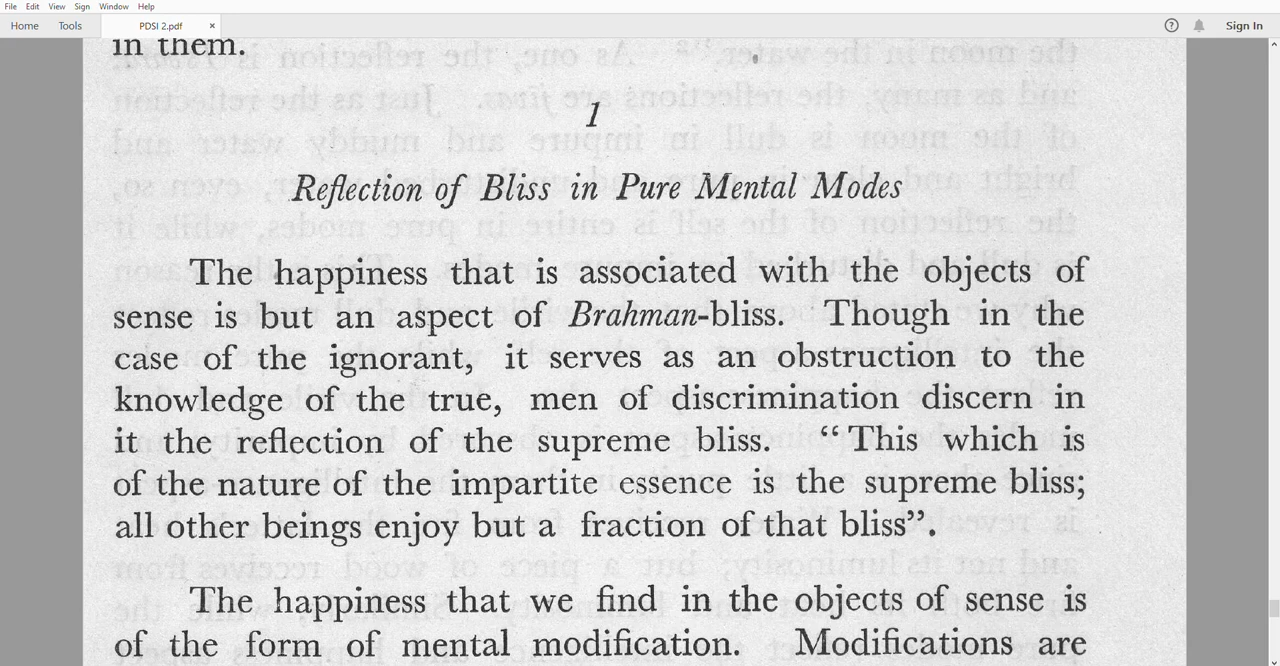 File Edit View Sign Window Help
Home Tools PDSI 2.pdf × Sign In
in them.
1
Reflection of Bliss in Pure Mental Modes
The happiness that is associated with the objects of
sense is but an aspect of Brahman-bliss. Though in the
case of the ignorant, it serves as an obstruction to the
knowledge of the true, men of discrimination discern in
it the reflection of the supreme bliss. “This which is
of the nature of the impartite essence is the supreme bliss;
all other beings enjoy but a fraction of that bliss”.
The happiness that we find in the objects of sense is
of the form of mental modification. Modifications are